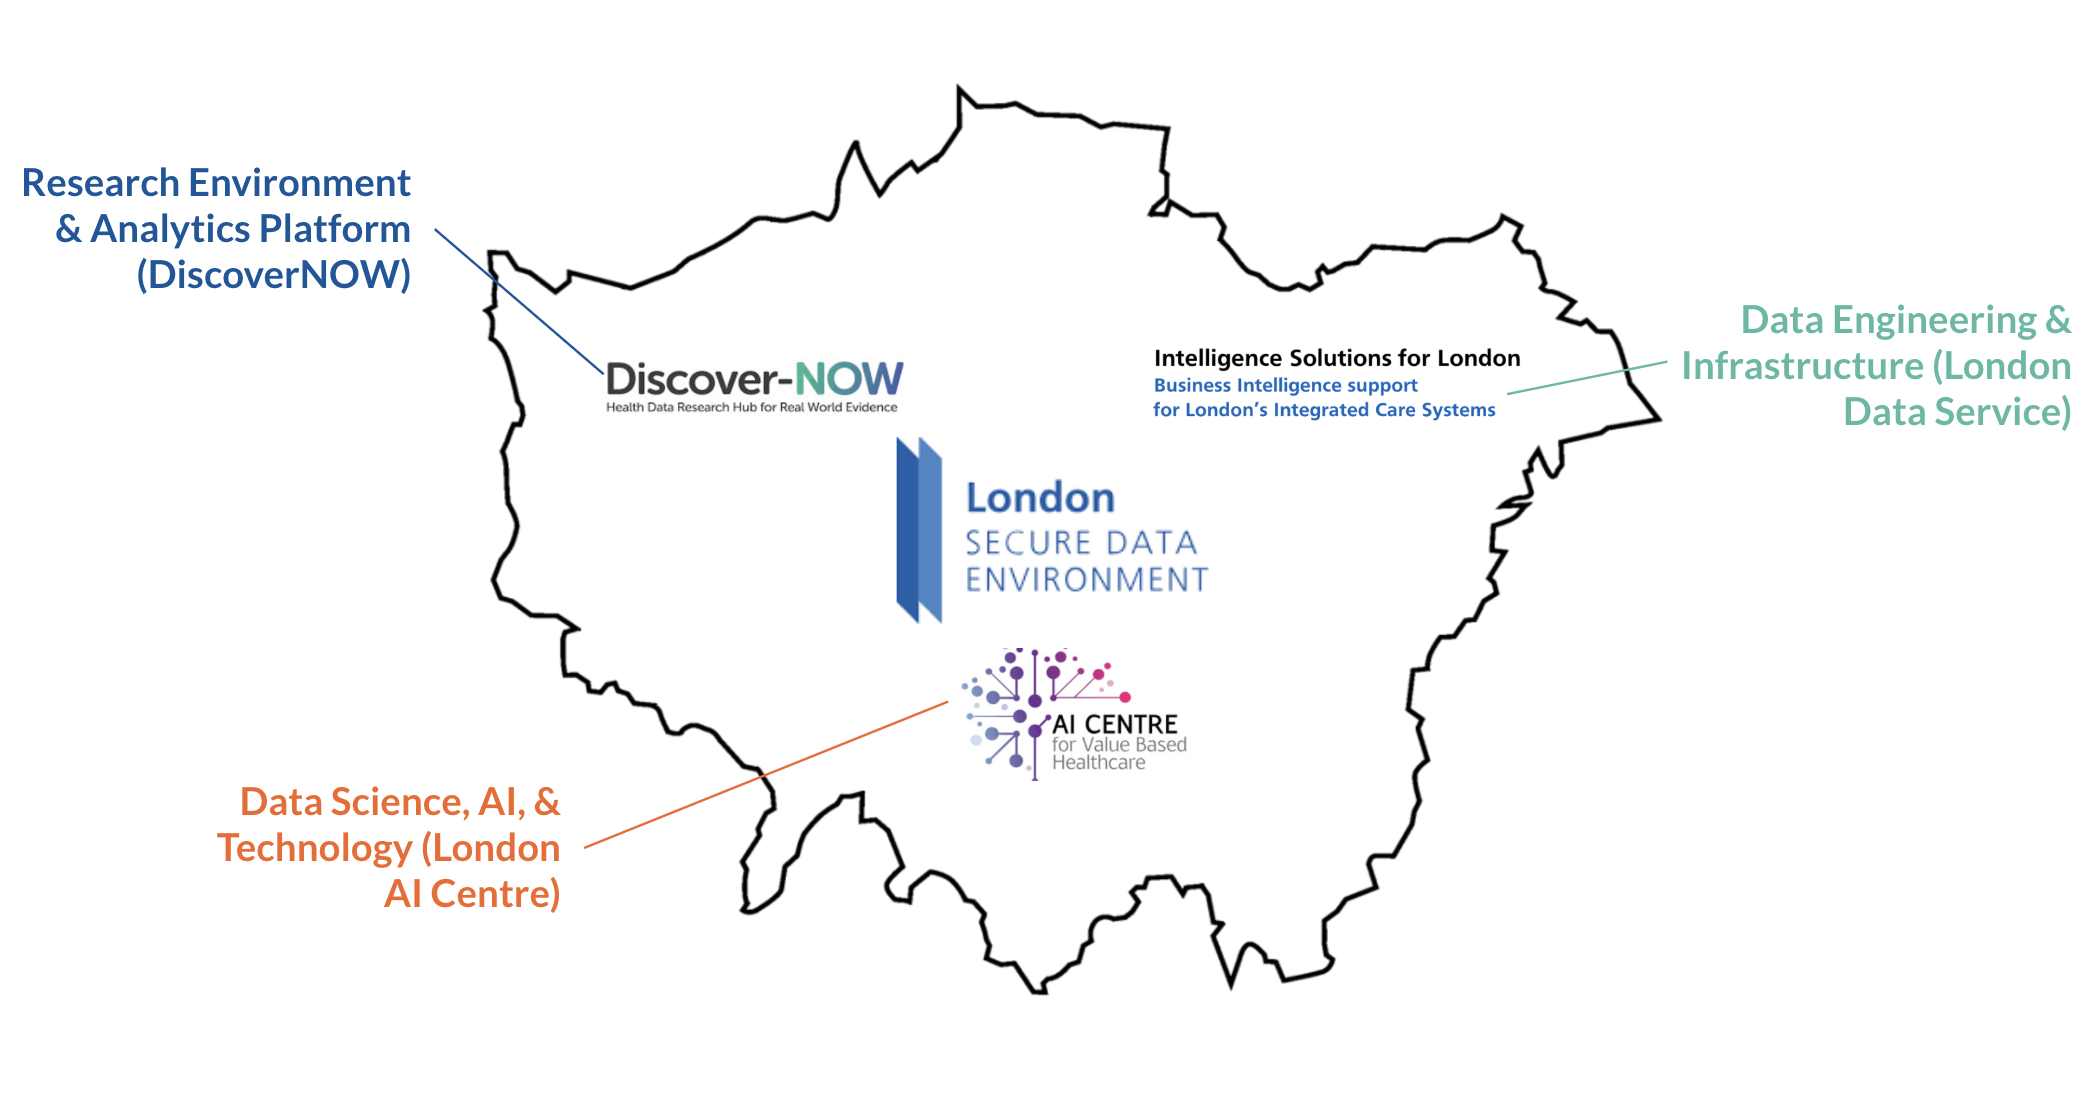 Research Environment
& Analytics Platform
(DiscoverNOW)
Discover-NOW
Health Data Research Hub for Real World Evidence
Intelligence Solutions for London
Business Intelligence support
for London's Integrated Care Systems
Data Engineering &
Infrastructure (London
Data Service)
London
SECURE DATA
ENVIRONMENT
AI CENTRE
for Value Based
Healthcare
Data Science, AI, &
Technology (London
AI Centre)